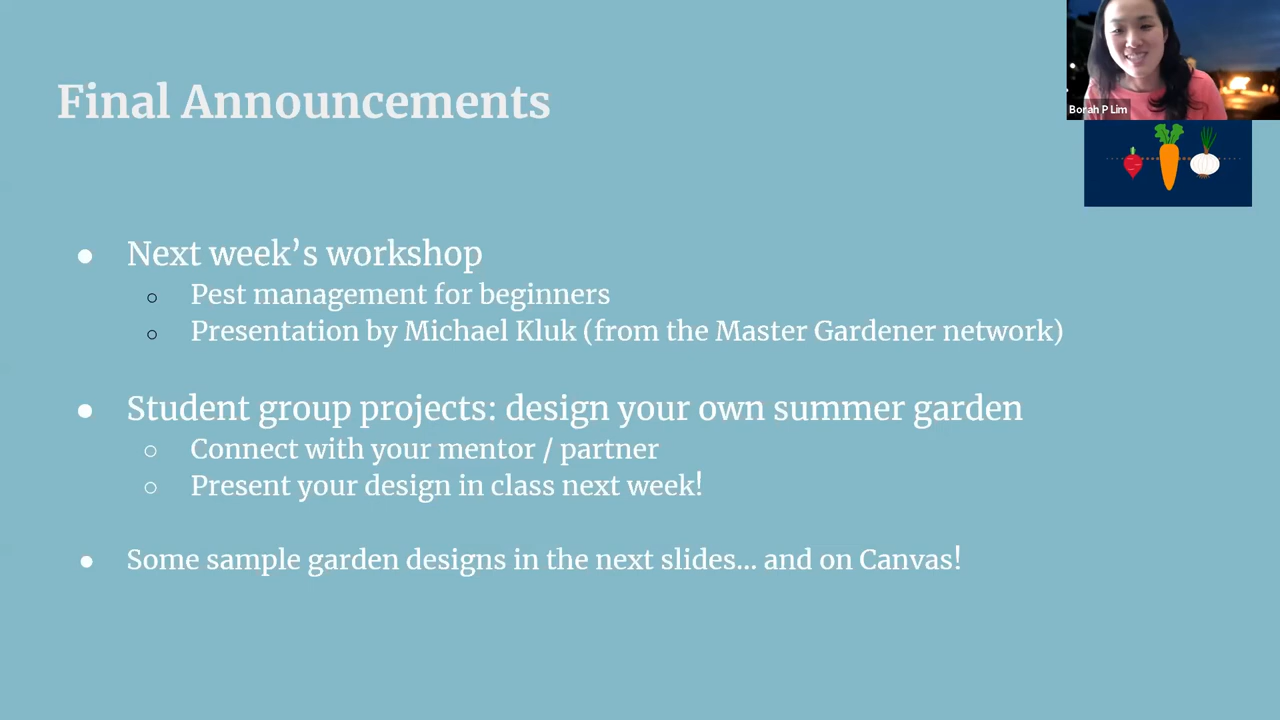 Final Announcements
Borah P Lim
● Next week’s workshop
○ Pest management for beginners
○ Presentation by Michael Kluk (from the Master Gardener network)
● Student group projects: design your own summer garden
○ Connect with your mentor / partner
○ Present your design in class next week!
● Some sample garden designs in the next slides... and on Canvas!